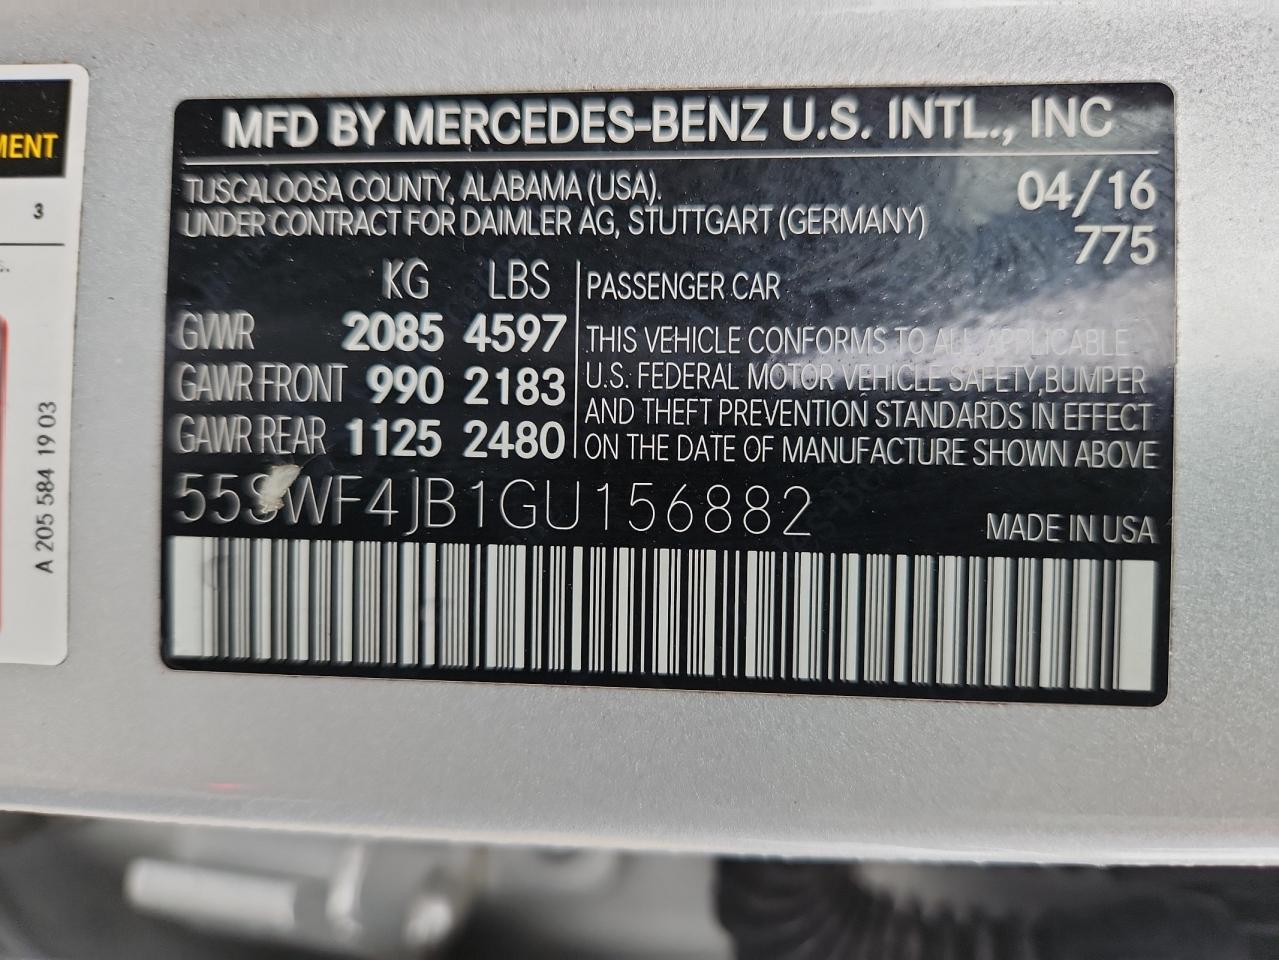 MENT
3
A 205 584 19 03
MFD BY MERCEDES-BENZ U.S. INTL., INC
TUSCALOOSA COUNTY, ALABAMA (USA). 04/16
UNDER CONTRACT FOR DAIMLER AG, STUTTGART (GERMANY) 775
KG LBS
GVWR 2085 4597
GAWR FRONT 990 2183
GAWR REAR 1125 2480
PASSENGER CAR
THIS VEHICLE CONFORMS TO ALL APPLICABLE
U.S. FEDERAL MOTOR VEHICLE SAFETY, BUMPER
AND THEFT PREVENTION STANDARDS IN EFFECT
ON THE DATE OF MANUFACTURE SHOWN ABOVE
55SWF4JB1GU156882
MADE IN USA